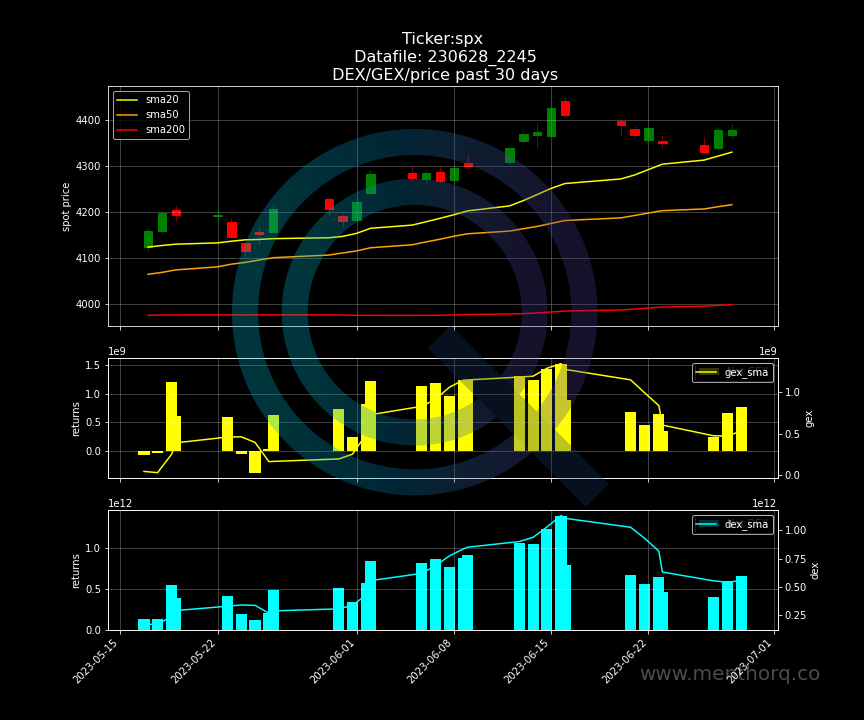 Ticker:spx
Datafile: 230628_2245
DEX/GEX/price past 30 days
sma20
sma50
sma200
spot price
4400
4300
4200
4100
4000
1e9
1e9
gex_sma
returns
1.5
1.0
0.5
0.0
gex
1.0
0.5
0.0
1e12
1e12
dex_sma
returns
1.0
0.5
0.0
dex
1.00
0.75
0.50
0.25
2023-05-15
2023-05-22
2023-06-01
2023-06-08
2023-06-15
2023-06-22
2023-07-01
www.menthorq.co